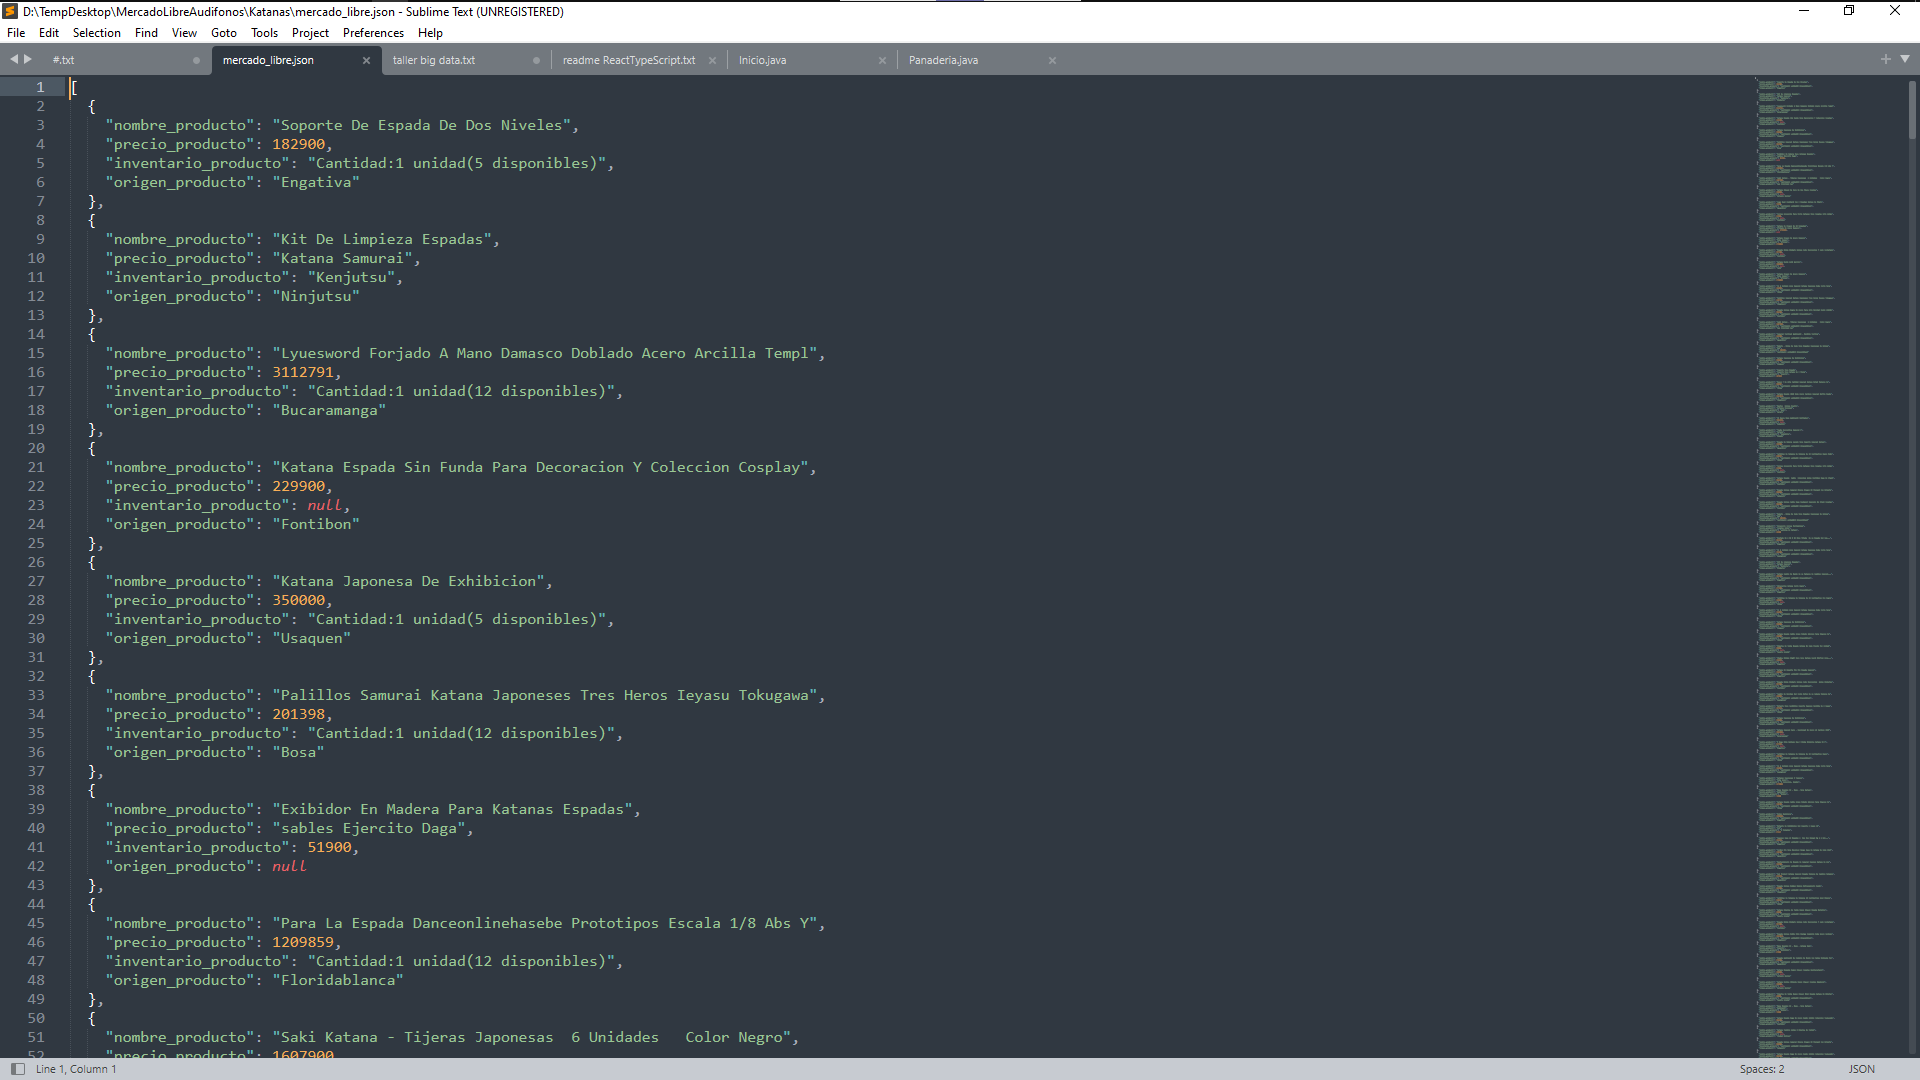 D:\TempDesktop\MercadoLibreAudifonos\Katanas\mercado_libre.json - Sublime Text (UNREGISTERED)
File Edit Selection Find View Goto Tools Project Preferences Help
#.txt mercado_libre.json taller big data.txt readme ReactTypeScript.txt Inicio.java Panaderia.java
1 [
2 {
3 "nombre_producto": "Soporte De Espada De Dos Niveles",
4 "precio_producto": 182900,
5 "inventario_producto": "Cantidad:1 unidad(5 disponibles)",
6 "origen_producto": "Engativa"
7 },
8 {
9 "nombre_producto": "Kit De Limpieza Espadas",
10 "precio_producto": "Katana Samurai",
11 "inventario_producto": "Kenjutsu",
12 "origen_producto": "Ninjutsu"
13 },
14 {
15 "nombre_producto": "Lyuesword Forjado A Mano Damasco Doblado Acero Arcilla Templ",
16 "precio_producto": 3112791,
17 "inventario_producto": "Cantidad:1 unidad(12 disponibles)",
18 "origen_producto": "Bucaramanga"
19 },
20 {
21 "nombre_producto": "Katana Espada Sin Funda Para Decoracion Y Coleccion Cosplay",
22 "precio_producto": 229900,
23 "inventario_producto": null,
24 "origen_producto": "Fontibon"
25 },
26 {
27 "nombre_producto": "Katana Japonesa De Exhibicion",
28 "precio_producto": 350000,
29 "inventario_producto": "Cantidad:1 unidad(5 disponibles)",
30 "origen_producto": "Usaquen"
31 },
32 {
33 "nombre_producto": "Palillos Samurai Katana Japoneses Tres Heros Ieyasu Tokugawa",
34 "precio_producto": 201398,
35 "inventario_producto": "Cantidad:1 unidad(12 disponibles)",
36 "origen_producto": "Bosa"
37 },
38 {
39 "nombre_producto": "Exibidor En Madera Para Katanas Espadas",
40 "precio_producto": "sables Ejercito Daga",
41 "inventario_producto": 51900,
42 "origen_producto": null
43 },
44 {
45 "nombre_producto": "Para La Espada Danceonlinehasebe Prototipos Escala 1/8 Abs Y",
46 "precio_producto": 1209859,
47 "inventario_producto": "Cantidad:1 unidad(12 disponibles)",
48 "origen_producto": "Floridablanca"
49 },
50 {
51 "nombre_producto": "Saki Katana - Tijeras Japonesas  6 Unidades   Color Negro",
52 "precio_producto": 1607900
Line 1, Column 1 Spaces: 2 JSON